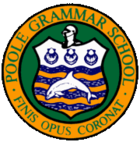 POOLE GRAMMAR SCHOOL
FINIS OPUS CORONAT